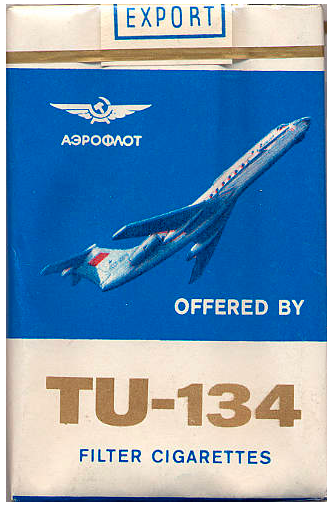 EXPORT
АЭРОФЛОТ
OFFERED BY
TU-134
FILTER CIGARETTES